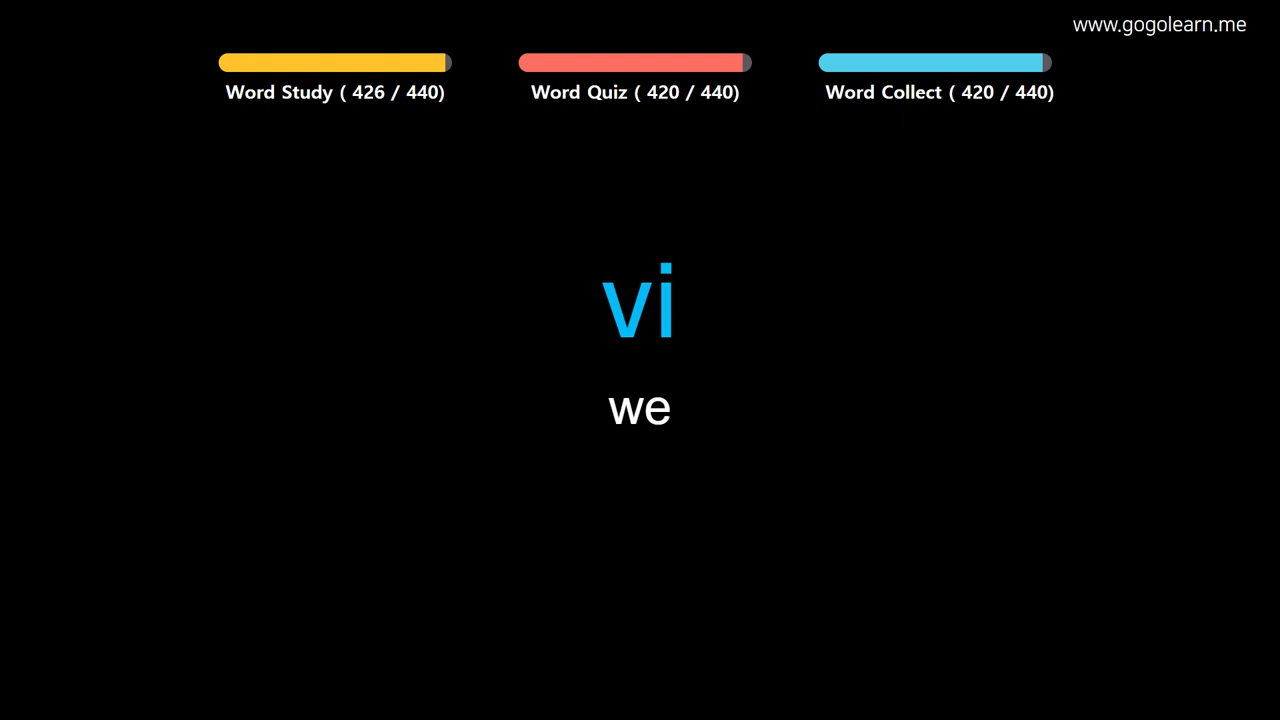 www.gogolearn.me
Word Study ( 426 / 440)
Word Quiz ( 420 / 440)
Word Collect ( 420 / 440)
vi
we